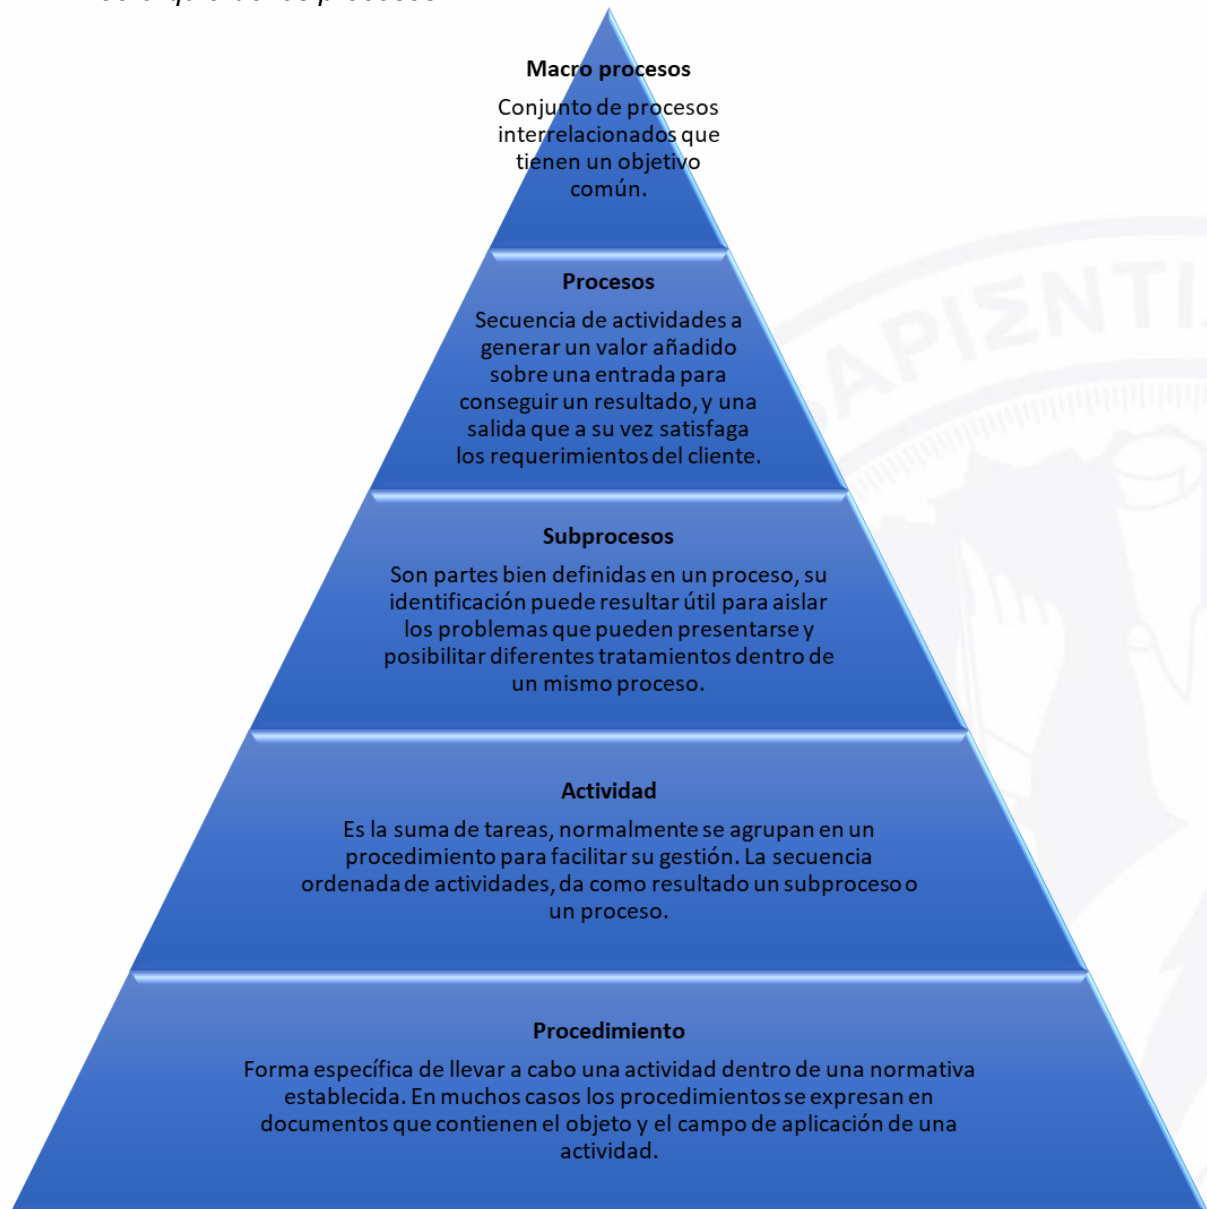 de los procesos
Macro procesos
Conjunto de procesos
interrelacionados que
tienen un objetivo
común.
Procesos
Secuencia de actividades a
generar un valor añadido
sobre una entrada para
conseguir un resultado, y una
salida que a su vez satisfaga
los requerimientos del cliente.
Subprocesos
Son partes bien definidas en un proceso, su
identificación puede resultar útil para aislar
los problemas que pueden presentarse y
posibilitar diferentes tratamientos dentro de
un mismo proceso.
Actividad
Es la suma de tareas, normalmente se agrupan en un
procedimiento para facilitar su gestión. La secuencia
ordenada de actividades, da como resultado un subproceso o
un proceso.
Procedimiento
Forma específica de llevar a cabo una actividad dentro de una normativa
establecida. En muchos casos los procedimientos se expresan en
documentos que contienen el objeto y el campo de aplicación de una
actividad.